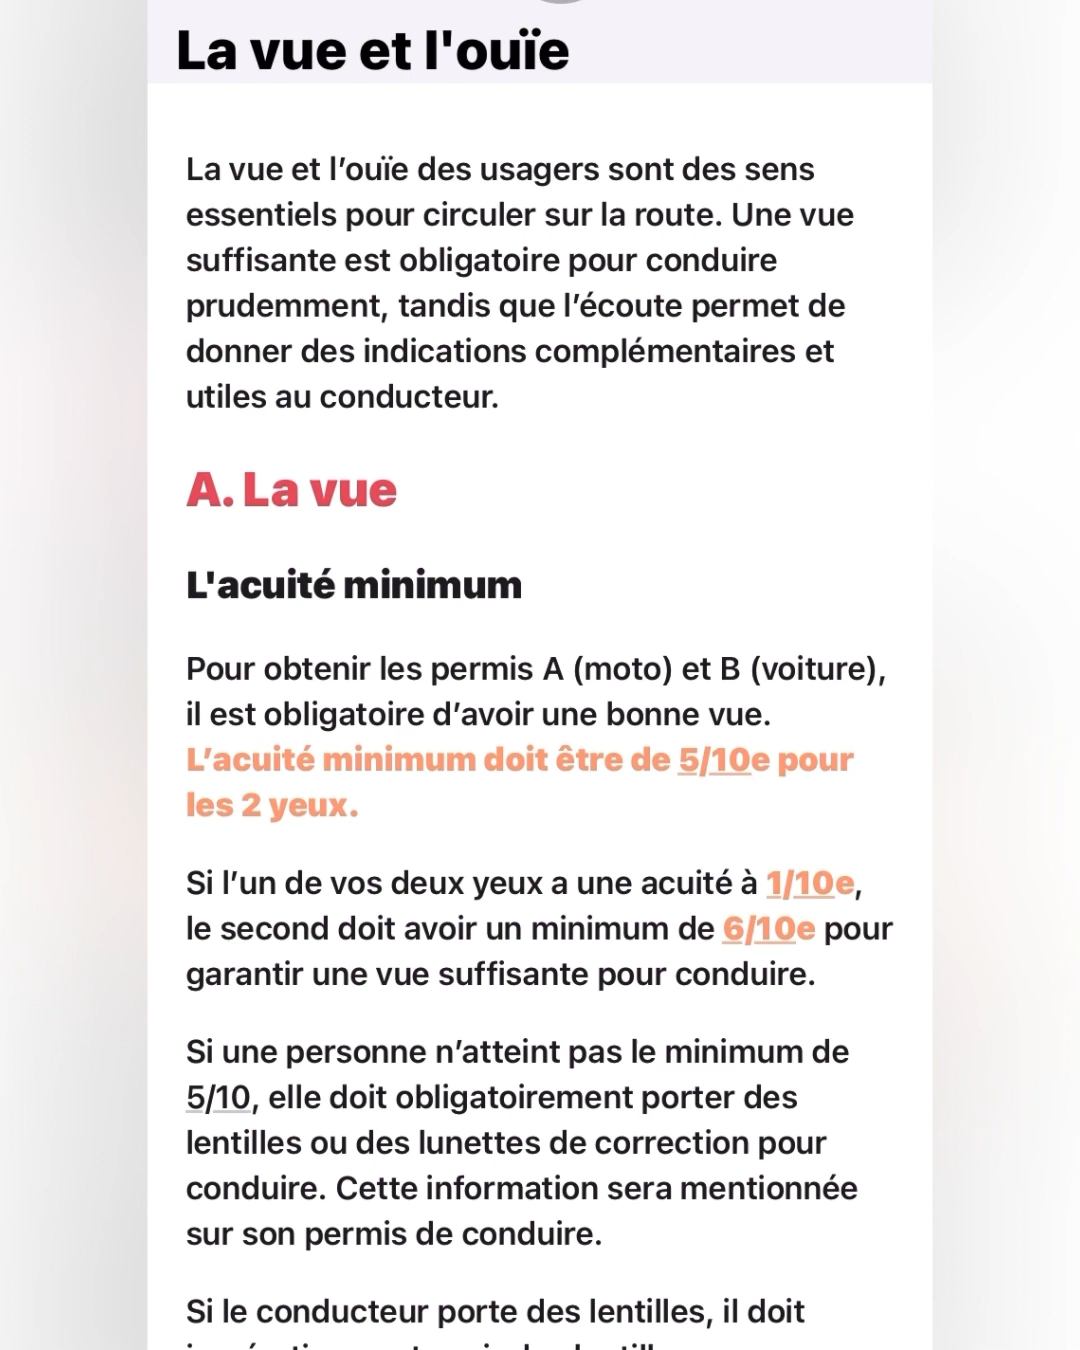 La vue et l'ouïe
La vue et l’ouïe des usagers sont des sens
essentiels pour circuler sur la route. Une vue
suffisante est obligatoire pour conduire
prudemment, tandis que l’écoute permet de
donner des indications complémentaires et
utiles au conducteur.
A. La vue
L'acuité minimum
Pour obtenir les permis A (moto) et B (voiture),
il est obligatoire d’avoir une bonne vue.
L’acuité minimum doit être de 5/10e pour
les 2 yeux.
Si l’un de vos deux yeux a une acuité à 1/10e,
le second doit avoir un minimum de 6/10e pour
garantir une vue suffisante pour conduire.
Si une personne n’atteint pas le minimum de
5/10, elle doit obligatoirement porter des
lentilles ou des lunettes de correction pour
conduire. Cette information sera mentionnée
sur son permis de conduire.
Si le conducteur porte des lentilles, il doit